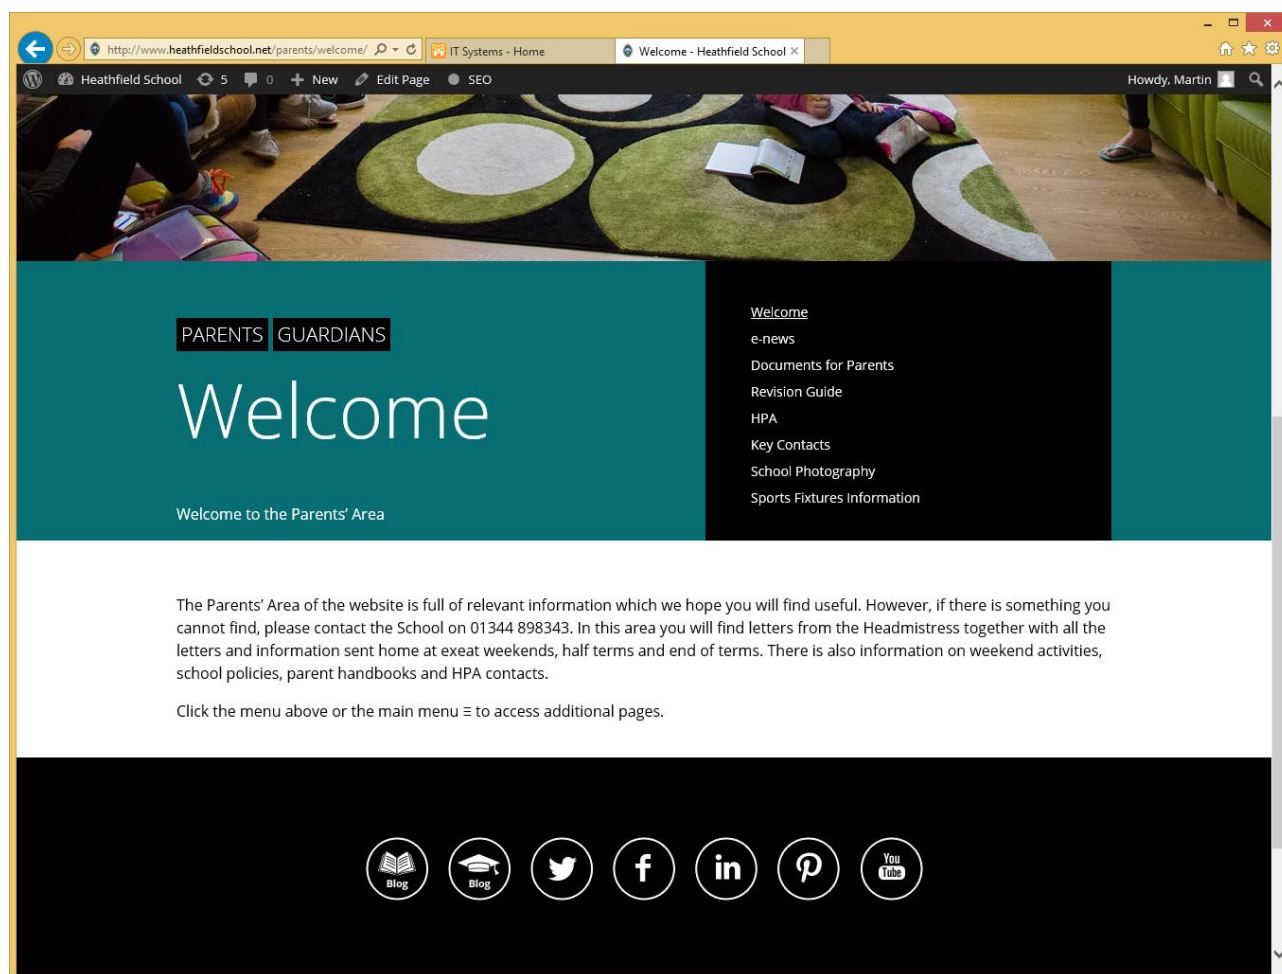 http://www.heathfieldschool.net/parents/welcome/
IT Systems - Home
Welcome - Heathfield School
Heathfield School 5 0 + New Edit Page SEO
Howdy, Martin
PARENTS GUARDIANS
Welcome
Welcome to the Parents’ Area
Welcome
e-news
Documents for Parents
Revision Guide
HPA
Key Contacts
School Photography
Sports Fixtures Information
The Parents’ Area of the website is full of relevant information which we hope you will find useful. However, if there is something you
cannot find, please contact the School on 01344 898343. In this area you will find letters from the Headmistress together with all the
letters and information sent home at exeat weekends, half terms and end of terms. There is also information on weekend activities,
school policies, parent handbooks and HPA contacts.
Click the menu above or the main menu ≡ to access additional pages.
Blog
Blog
f
in
You
Tube